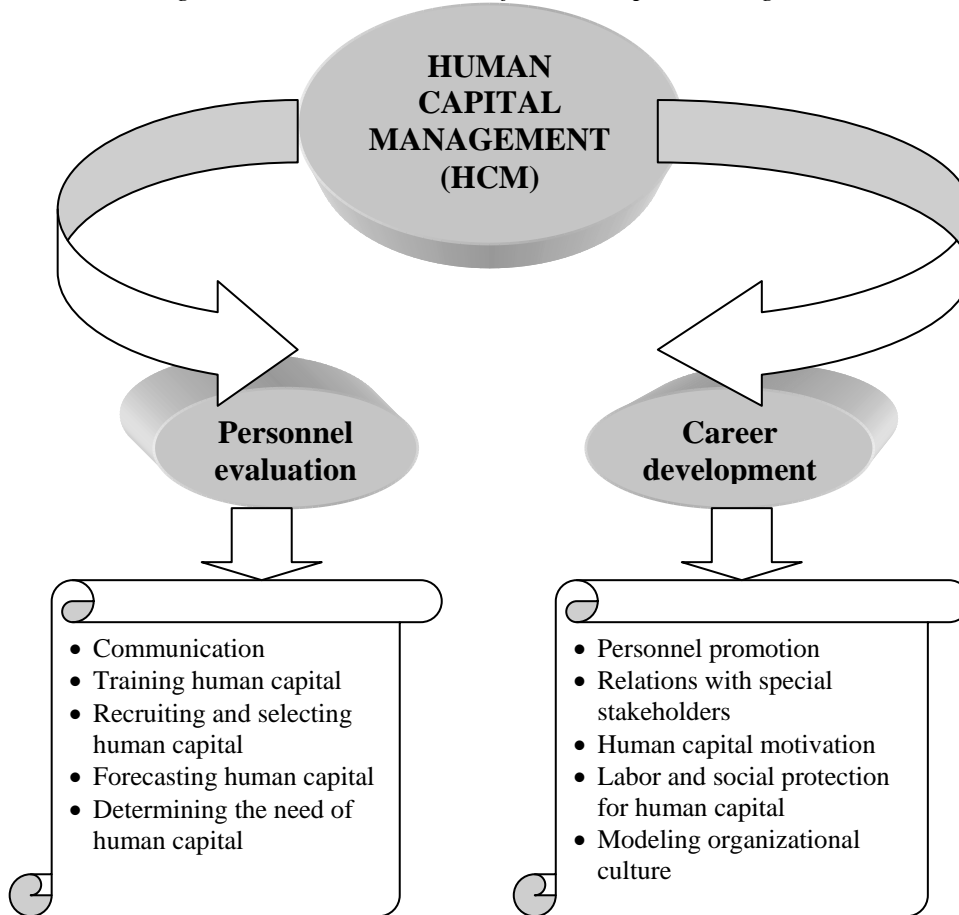 HUMAN
CAPITAL
MANAGEMENT
(HCM)
Personnel
evaluation
Career
development
• Communication
• Training human capital
• Recruiting and selecting
human capital
• Forecasting human capital
• Determining the need of
human capital
• Personnel promotion
• Relations with special
stakeholders
• Human capital motivation
• Labor and social protection
for human capital
• Modeling organizational
culture